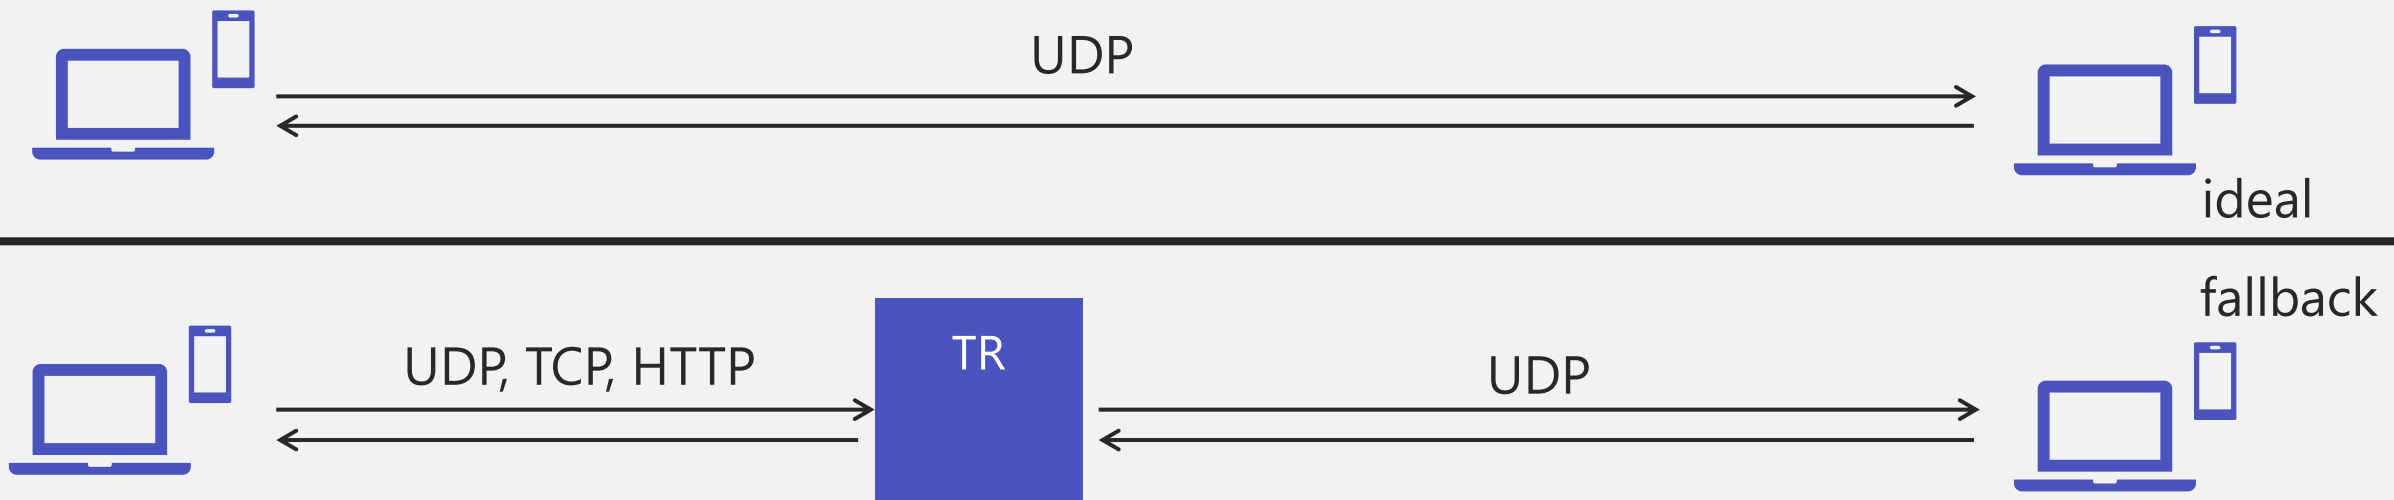 UDP
ideal
fallback
UDP, TCP, HTTP
TR
UDP